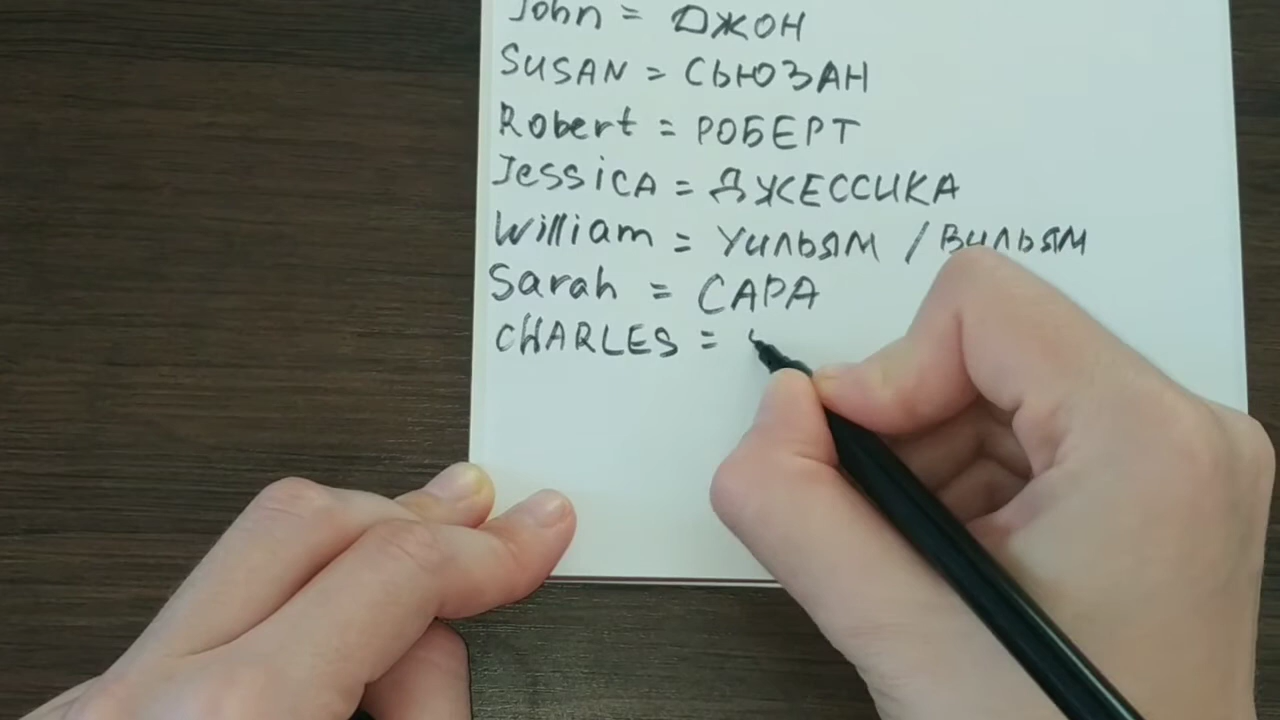 John = ДЖОН
SUSAN = СЬЮЗАН
Robert = РОБЕРТ
Jessica = ДЖЕССИКА
William = УИЛЬЯМ / ВИЛЬЯМ
Sarah = САРА
CHARLES =